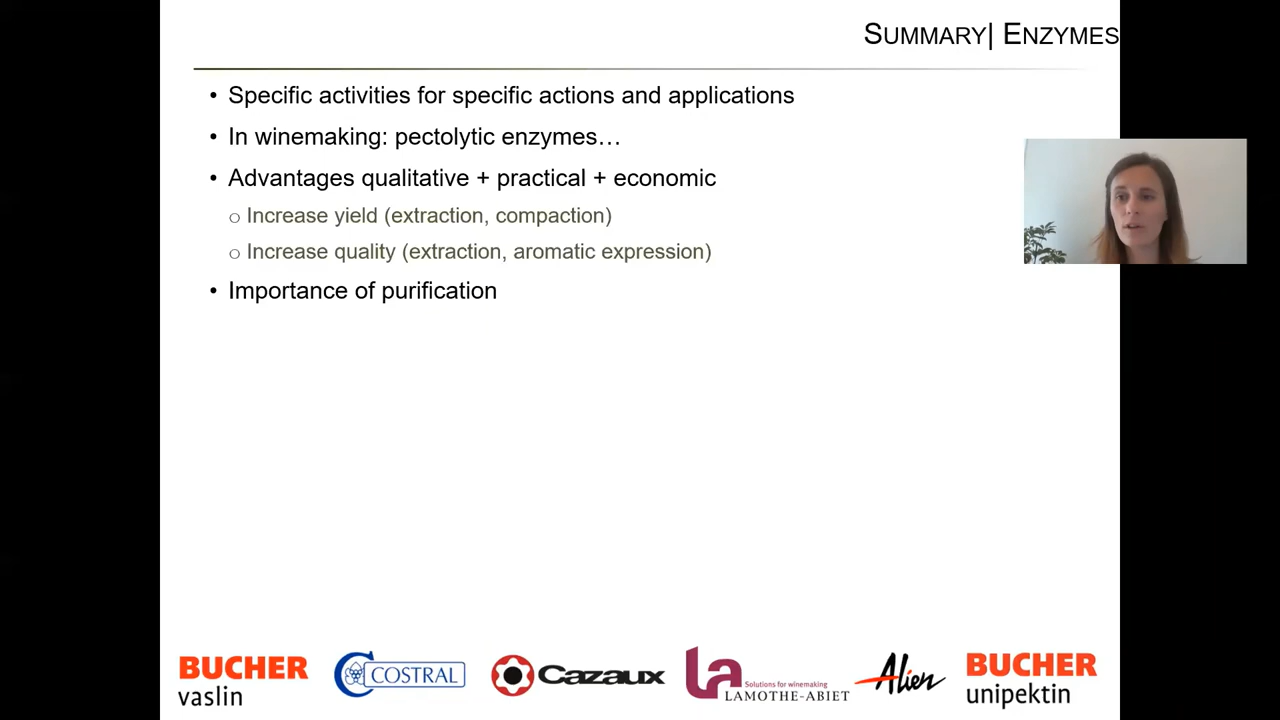 SUMMARY| ENZYMES
• Specific activities for specific actions and applications
• In winemaking: pectolytic enzymes…
• Advantages qualitative + practical + economic
o Increase yield (extraction, compaction)
o Increase quality (extraction, aromatic expression)
• Importance of purification
BUCHER
vaslin
COSTRAL
Cazaux
la
Solutions for winemaking
LAMOTHE-ABIET
Alien
BUCHER
unipektin